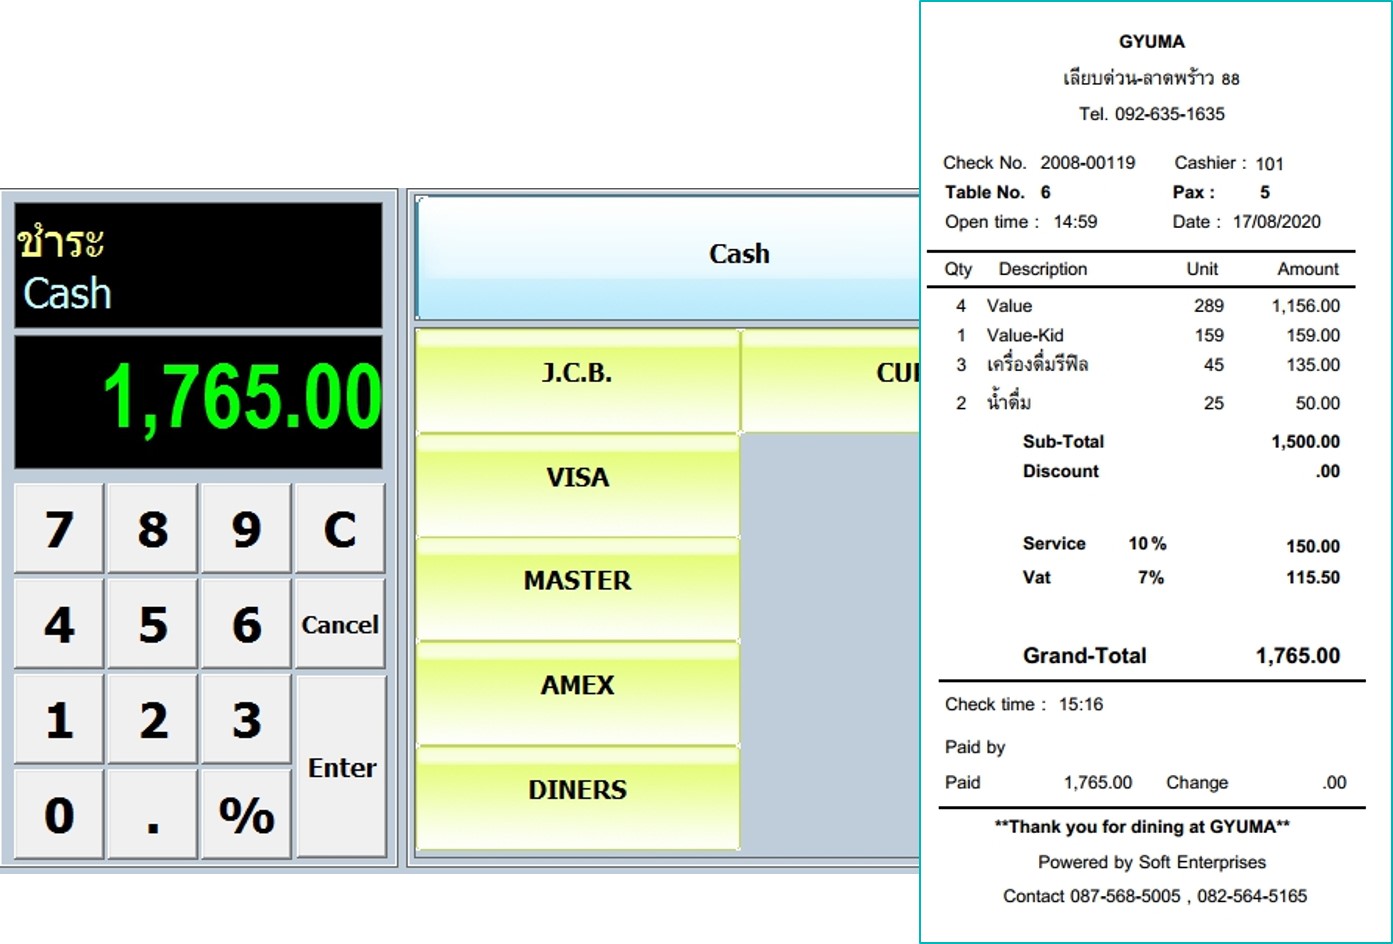 ชำระ
Cash
1,765.00
7 8 9 C
4 5 6 Cancel
1 2 3 Enter
0 . %
Cash
J.C.B.
VISA
MASTER
AMEX
DINERS
GYUMA
เลียบด่วน-ลาดพร้าว 88
Tel. 092-635-1635
Check No. 2008-00119 Cashier : 101
Table No. 6 Pax : 5
Open time : 14:59 Date : 17/08/2020
Qty Description Unit Amount
4 Value 289 1,156.00
1 Value-Kid 159 159.00
3 เครื่องดื่มรีฟิล 45 135.00
2 น้ำดื่ม 25 50.00
Sub-Total 1,500.00
Discount .00
Service 10% 150.00
Vat 7% 115.50
Grand-Total 1,765.00
Check time : 15:16
Paid by
Paid 1,765.00 Change .00
**Thank you for dining at GYUMA**
Powered by Soft Enterprises
Contact 087-568-5005 , 082-564-5165